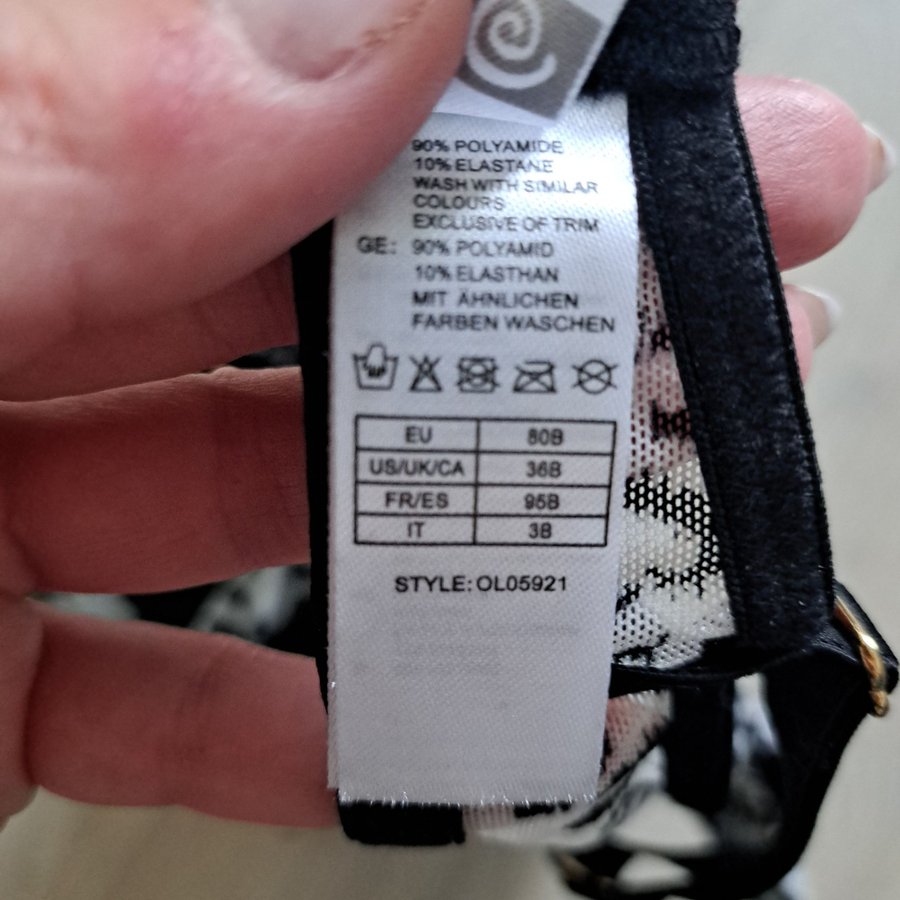 90% POLYAMIDE
10% ELASTANE
WASH WITH SIMILAR
COLOURS
EXCLUSIVE OF TRIM
GE: 90% POLYAMID
10% ELASTHAN
MIT ÄHNLICHEN
FARBEN WASCHEN
EU 80B
US/UK/CA 36B
FR/ES 95B
IT 3B
STYLE: OL05921